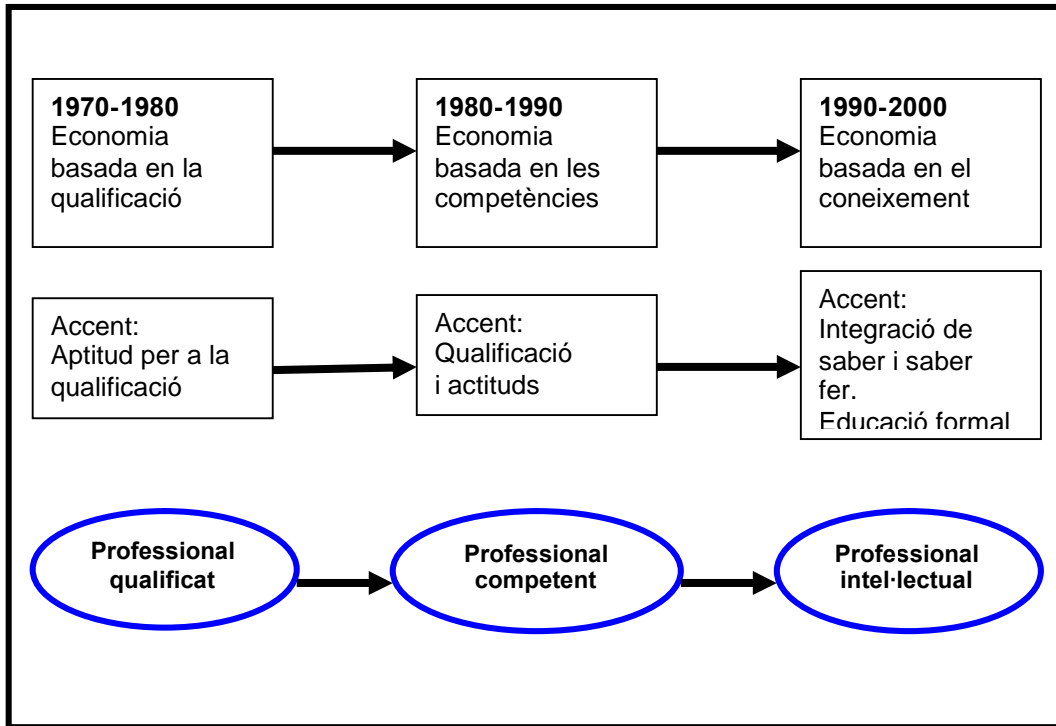 1970-1980
Economia
basada en la
qualificació
1980-1990
Economia
basada en les
competències
1990-2000
Economia
basada en el
coneixement
Accent:
Aptitud per a la
qualificació
Accent:
Qualificació
i actituds
Accent:
Integració de
saber i saber
fer.
Educació formal
Professional
qualificat
Professional
competent
Professional
intel·lectual